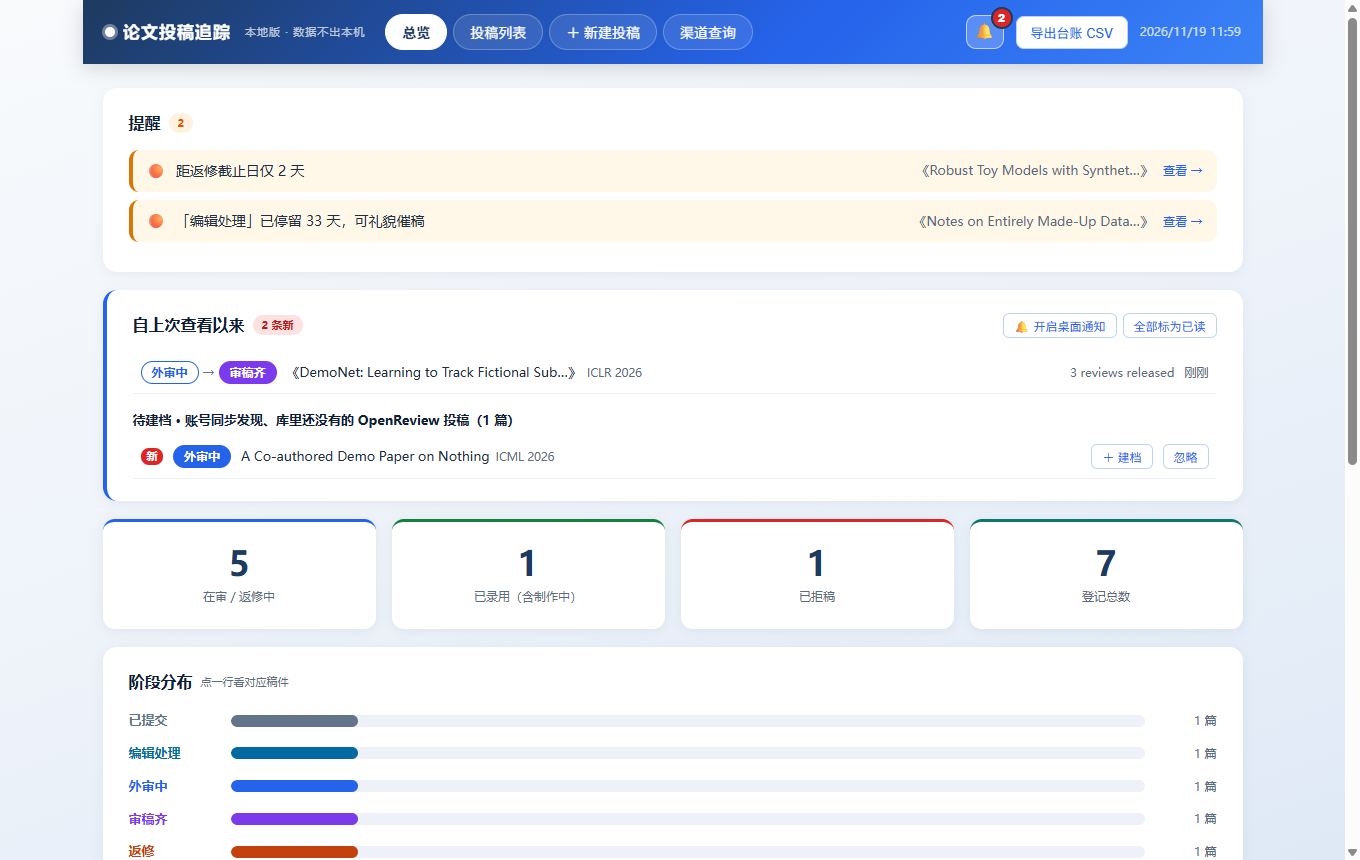 论文投稿追踪 本地版 · 数据不出本机 总览 投稿列表 ＋ 新建投稿 渠道查询 2 导出台账 CSV 2026/11/19 11:59
提醒 2
距返修截止日仅 2 天 《Robust Toy Models with Synthet...》 查看 →
「编辑处理」已停留 33 天，可礼貌催稿 《Notes on Entirely Made-Up Data...》 查看 →
自上次查看以来 2 条新 开启桌面通知 全部标为已读
外审中 → 审稿齐 《DemoNet: Learning to Track Fictional Sub...》 ICLR 2026 3 reviews released 刚刚
待建档 • 账号同步发现、库里还没有的 OpenReview 投稿（1 篇）
新 外审中 A Co-authored Demo Paper on Nothing ICML 2026 ＋ 建档 忽略
5 1 1 7
在审 / 返修中 已录用（含制作中） 已拒稿 登记总数
阶段分布 点一行看对应稿件
已提交 1 篇
编辑处理 1 篇
外审中 1 篇
审稿齐 1 篇
返修 1 篇